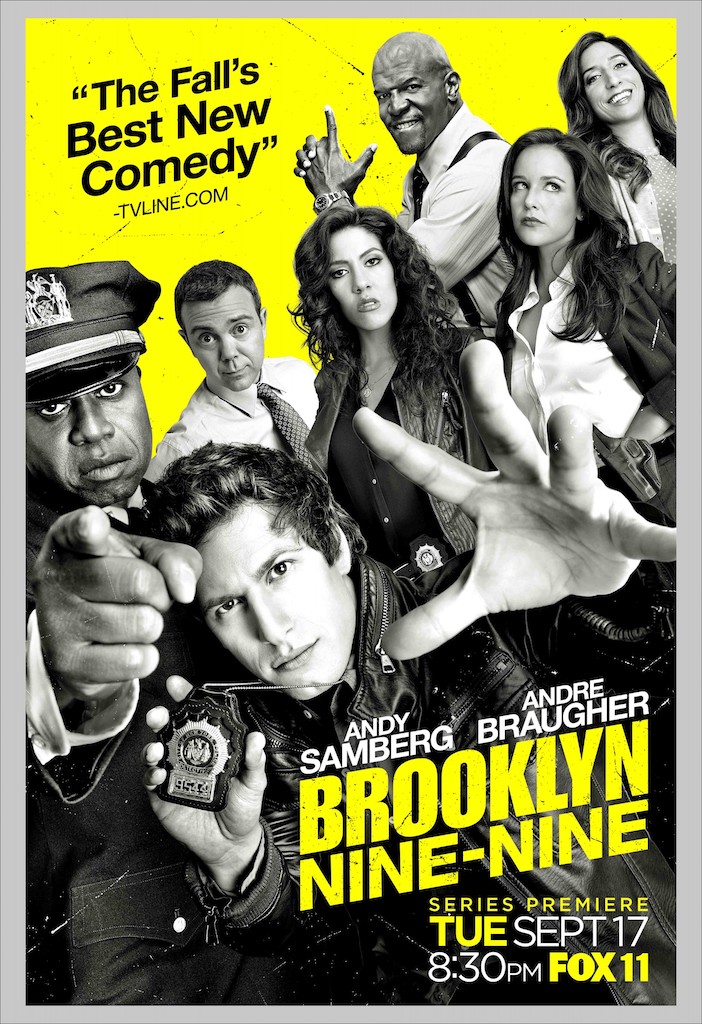 “The Fall’s
Best New
Comedy”
-TVLINE.COM
9544
ANDY
SAMBERG
ANDRE
BRAUGHER
BROOKLYN
NINE-NINE
SERIES PREMIERE
TUE SEPT 17
8:30PM FOX 11